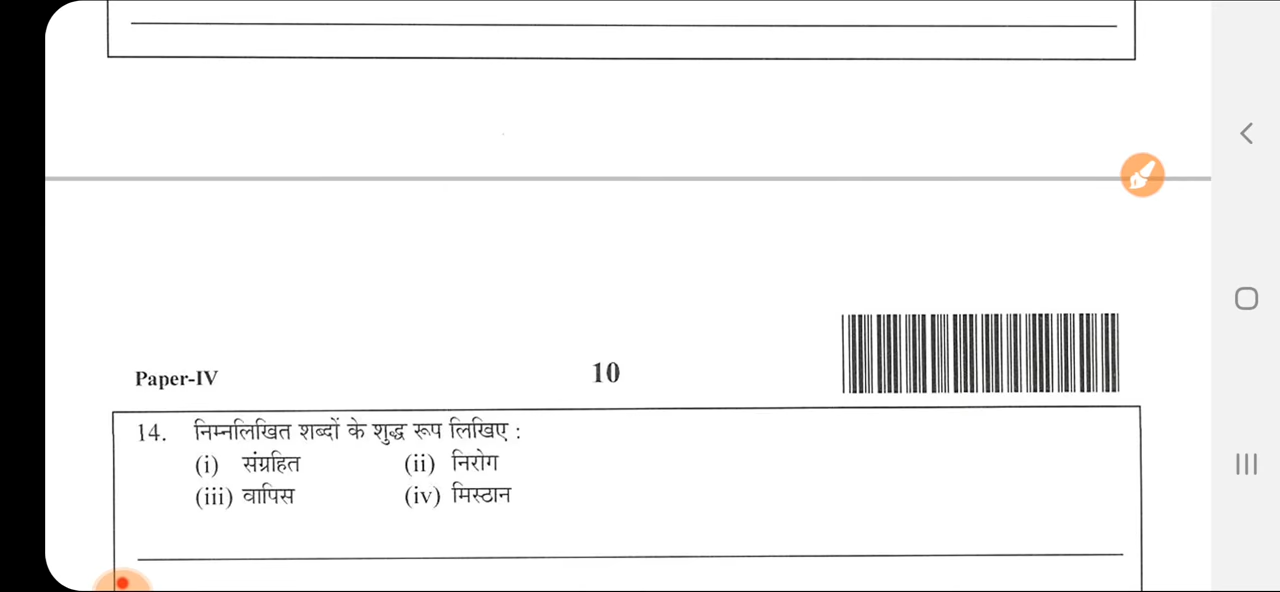 Paper-IV 10
14. निम्नलिखित शब्दों के शुद्ध रूप लिखिए :
(i) संग्रहित (ii) निरोग
(iii) वापिस (iv) मिस्ठान